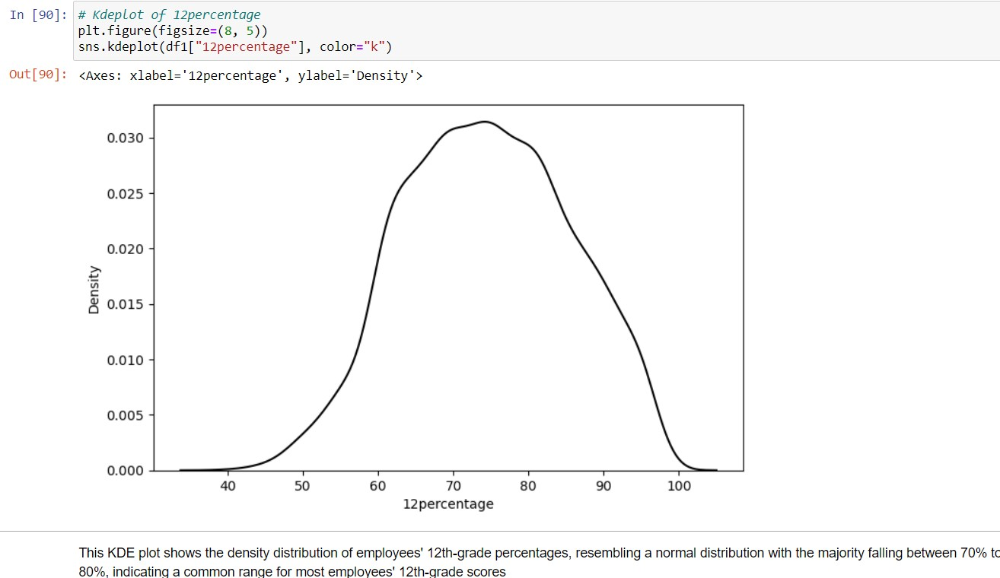 In [90]: # Kdeplot of 12percentage
plt.figure(figsize=(8, 5))
sns.kdeplot(df1["12percentage"], color="k")
Out[90]: <Axes: xlabel='12percentage', ylabel='Density'>
0.030
0.025
0.020
0.015
0.010
0.005
0.000
Density
40 50 60 70 80 90 100
12percentage
This KDE plot shows the density distribution of employees' 12th-grade percentages, resembling a normal distribution with the majority falling between 70% to
80%, indicating a common range for most employees' 12th-grade scores